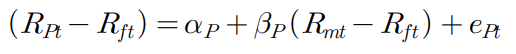 (R_{Pt} − R_{ft}) = α_P + β_P(R_{mt} − R_{ft}) + e_{Pt}